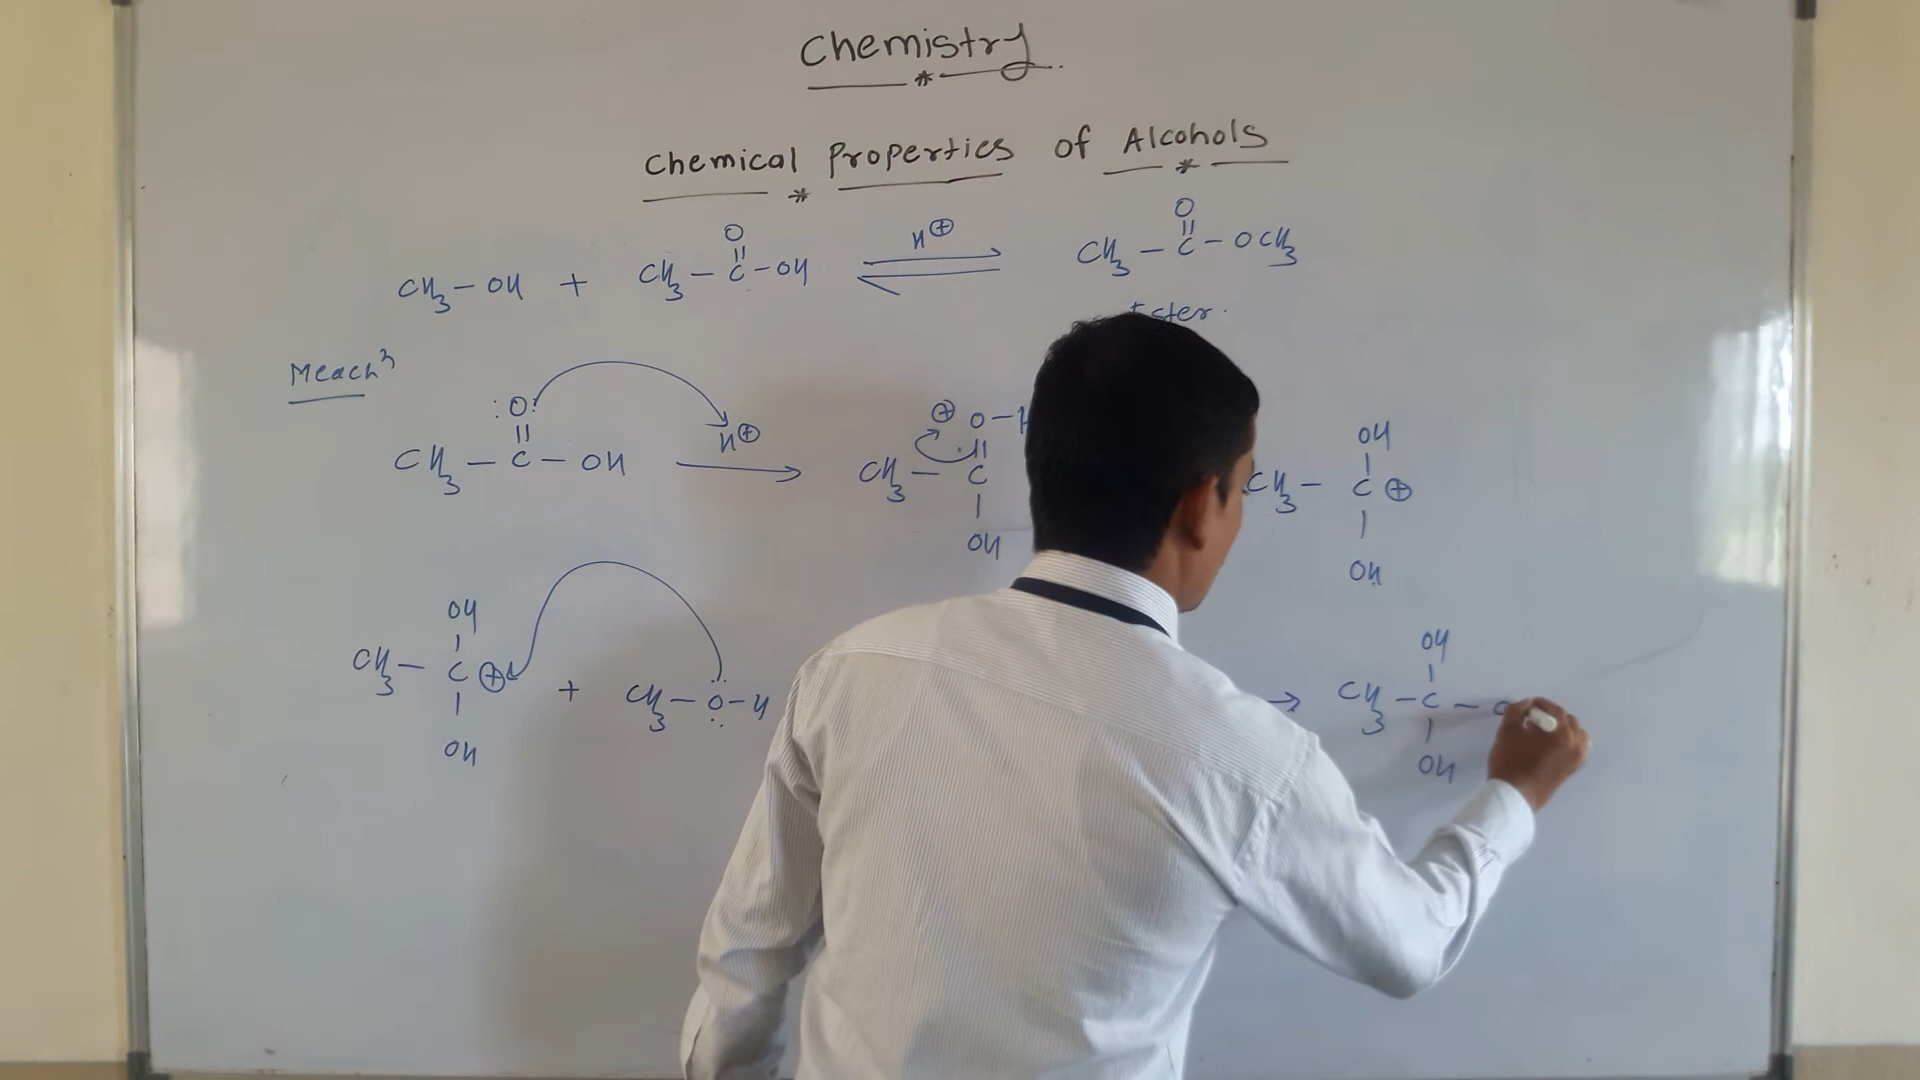 Chemistry
Chemical Properties of Alcohols
O
CH3 – OH + CH3 – C – OH ⇌ H⊕ CH3 – C – OCH3
O
Ester.
Meachⁿ
:O: H⊕ ⊕ O – H OH
CH3 – C – OH → CH3 – C CH3 – C ⊕
OH OH
OH OH
CH3 – C ⊕ + CH3 – O – H → CH3 – C –
OH OH